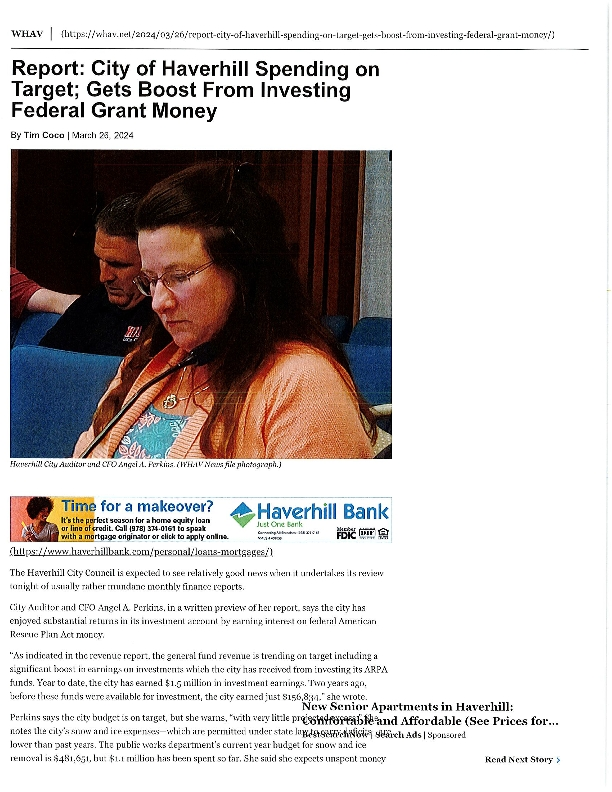 WHAV | (https://whav.net/2024/03/26/report-city-of-haverhill-spending-on-target-gets-boost-from-investing-federal-grant-money/)
Report: City of Haverhill Spending on
Target; Gets Boost From Investing
Federal Grant Money
By Tim Coco | March 26, 2024
Haverhill City Auditor and CFO Angel A. Perkins. (WHAV News file photograph.)
Time for a makeover?
It's the perfect season for a home equity loan
or line of credit. Call (978) 374-0161 to speak
with a mortgage originator or click to apply online.
Haverhill Bank
Just One Bank
Member
FDIC DIF
(https://www.haverhillbank.com/personal/loans-mortgages/)
The Haverhill City Council is expected to see relatively good news when it undertakes its review
tonight of usually rather mundane monthly finance reports.
City Auditor and CFO Angel A. Perkins, in a written preview of her report, says the city has
enjoyed substantial returns in its investment account by earning interest on federal American
Rescue Plan Act money.
"As indicated in the revenue report, the general fund revenue is trending on target including a
significant boost in earnings on investments which the city has received from investing its ARPA
funds. Year to date, the city has earned $1.5 million in investment earnings. Two years ago,
before these funds were available for investment, the city earned just $156,834," she wrote.
New Senior Apartments in Haverhill:
Perkins says the city budget is on target, but she warns, "with very little
Comfortable and Affordable (See Prices for...
notes the city's snow and ice expenses—which are permitted under state
Search Ads | Sponsored
lower than past years. The public works department's current year budget for snow and ice
removal is $481,651, but $1.1 million has been spent so far. She said she expects unspent money
Read Next Story >